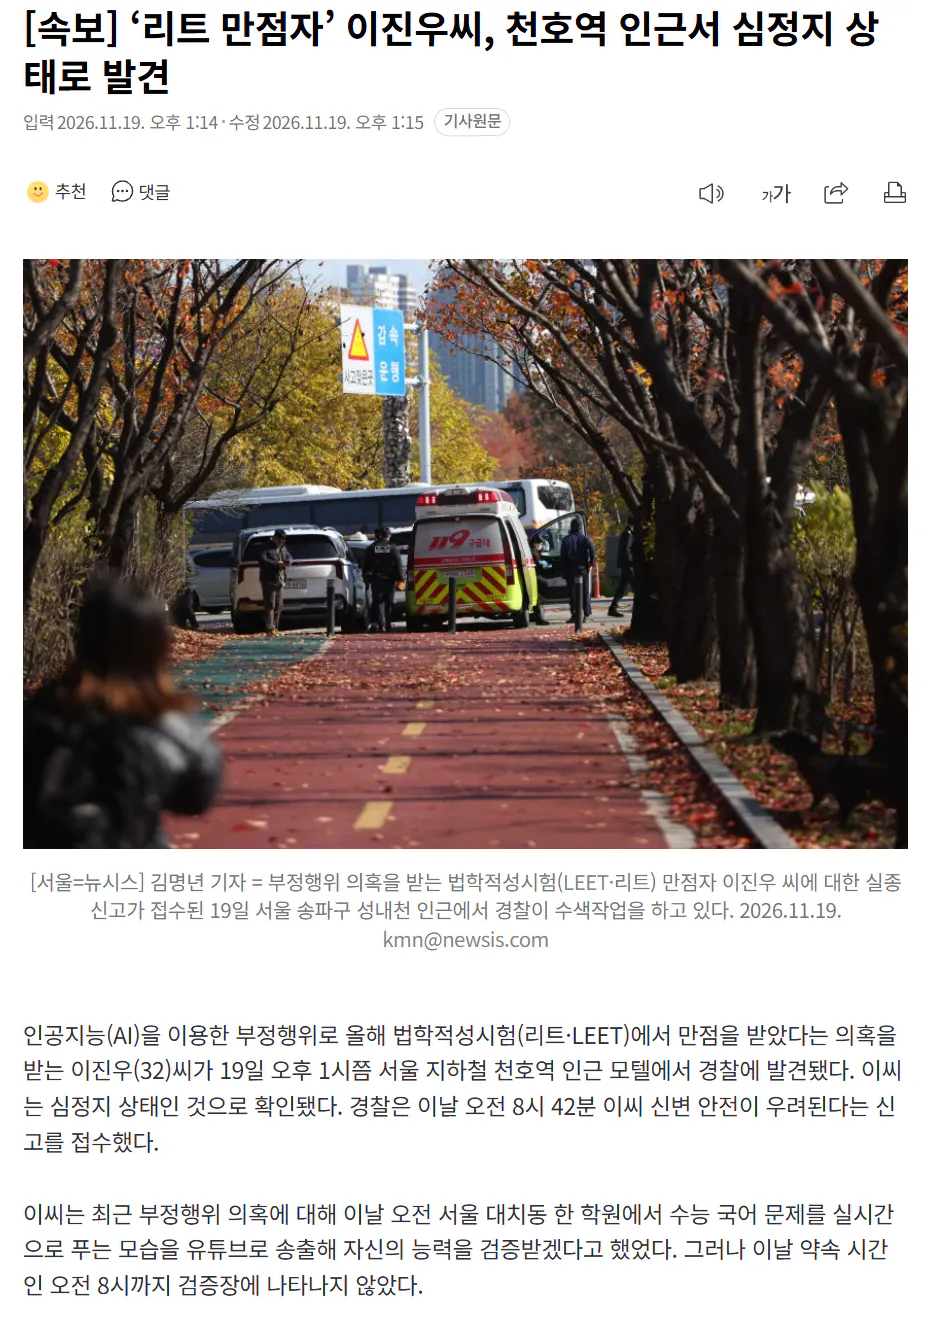 [속보] ‘리트 만점자’ 이진우씨, 천호역 인근서 심정지 상
태로 발견
입력 2026.11.19. 오후 1:14 · 수정 2026.11.19. 오후 1:15 기사원문
추천 댓글
가가
감속
운행
사고잦은곳
119 구급대
[서울=뉴시스] 김명년 기자 = 부정행위 의혹을 받는 법학적성시험(LEET·리트) 만점자 이진우 씨에 대한 실종
신고가 접수된 19일 서울 송파구 성내천 인근에서 경찰이 수색작업을 하고 있다. 2026.11.19.
kmn@newsis.com
인공지능(AI)을 이용한 부정행위로 올해 법학적성시험(리트·LEET)에서 만점을 받았다는 의혹을
받는 이진우(32)씨가 19일 오후 1시쯤 서울 지하철 천호역 인근 모텔에서 경찰에 발견됐다. 이씨
는 심정지 상태인 것으로 확인됐다. 경찰은 이날 오전 8시 42분 이씨 신변 안전이 우려된다는 신
고를 접수했다.
이씨는 최근 부정행위 의혹에 대해 이날 오전 서울 대치동 한 학원에서 수능 국어 문제를 실시간
으로 푸는 모습을 유튜브로 송출해 자신의 능력을 검증받겠다고 했었다. 그러나 이날 약속 시간
인 오전 8시까지 검증장에 나타나지 않았다.